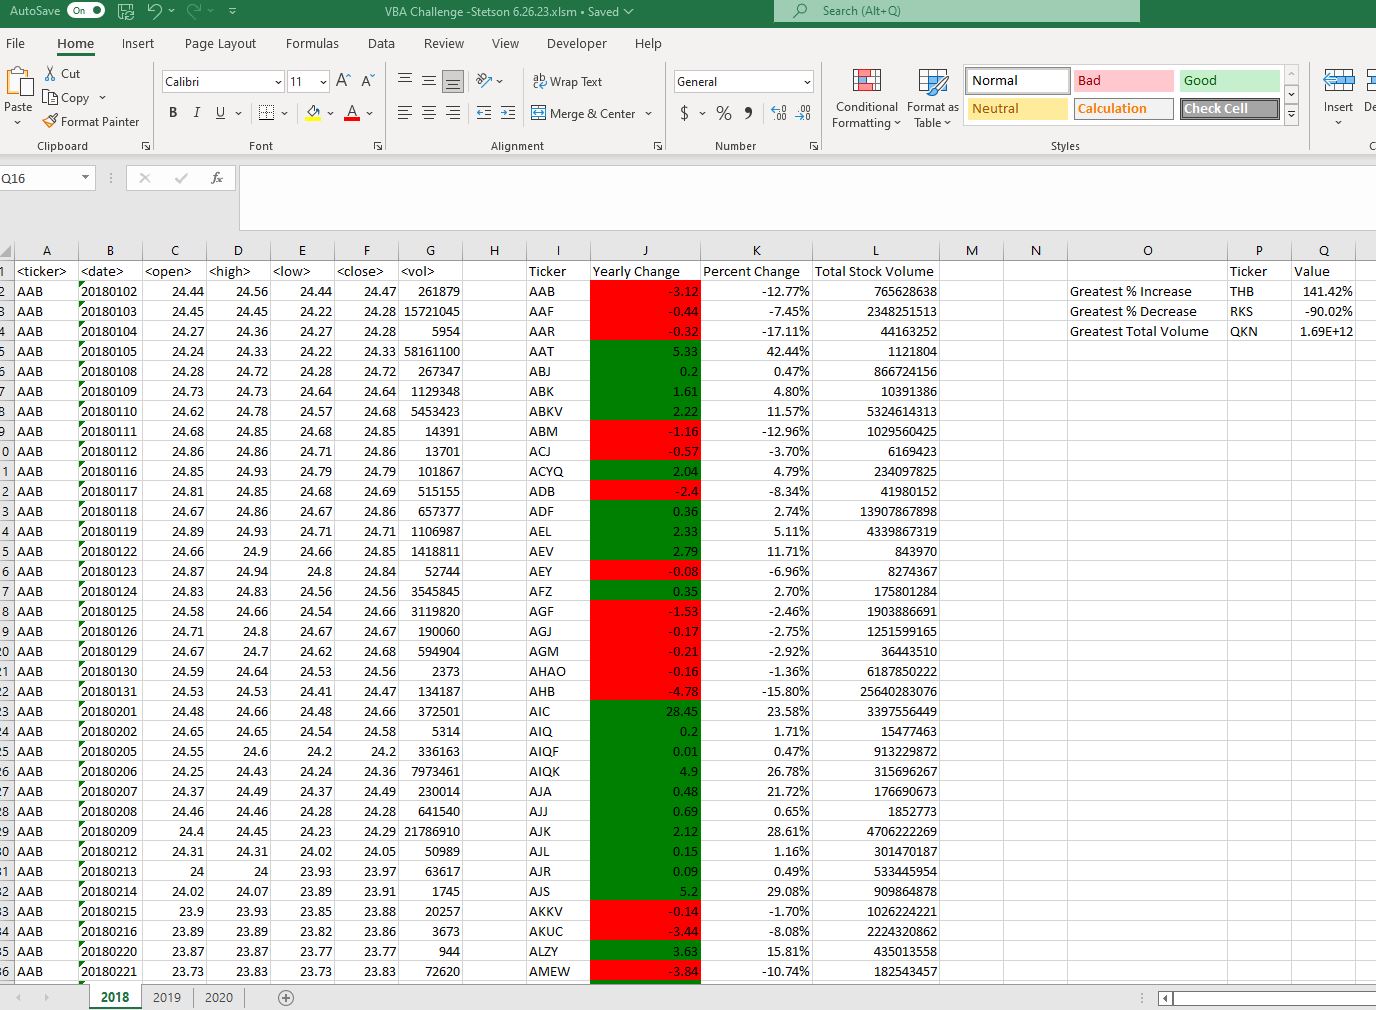 AutoSave On VBA Challenge -Stetson 6.26.23.xlsm • Saved Search (Alt+Q)
File Home Insert Page Layout Formulas Data Review View Developer Help
Paste Cut Copy Format Painter
Clipboard
Calibri 11 A A
B I U A
Font
ab Wrap Text
Merge & Center
Alignment
General
$ % 9
Number
Conditional Formatting Format as Table
Normal Bad Good
Neutral Calculation Check Cell
Styles
Insert
Q16 fx
A B C D E F G H I J K L M N O P Q
1 <ticker> <date> <open> <high> <low> <close> <vol> Ticker Yearly Change Percent Change Total Stock Volume Ticker Value
2 AAB 20180102 24.44 24.56 24.44 24.47 261879 AAB -3.12 -12.77% 765628638 Greatest % Increase THB 141.42%
3 AAB 20180103 24.45 24.45 24.22 24.28 15721045 AAF -0.44 -7.45% 2348251513 Greatest % Decrease RKS -90.02%
4 AAB 20180104 24.27 24.36 24.27 24.28 5954 AAR -0.32 -17.11% 44163252 Greatest Total Volume QKN 1.69E+12
5 AAB 20180105 24.24 24.33 24.22 24.33 58161100 AAT 5.33 42.44% 1121804
6 AAB 20180108 24.28 24.72 24.28 24.72 267347 ABJ 0.2 0.47% 866724156
7 AAB 20180109 24.73 24.73 24.64 24.64 1129348 ABK 1.61 4.80% 10391386
8 AAB 20180110 24.62 24.78 24.57 24.68 5453423 ABKV 2.22 11.57% 5324614313
9 AAB 20180111 24.68 24.85 24.68 24.85 14391 ABM -1.16 -12.96% 1029560425
0 AAB 20180112 24.86 24.86 24.71 24.86 13701 ACJ -0.57 -3.70% 6169423
1 AAB 20180116 24.85 24.93 24.79 24.79 101867 ACYQ 2.04 4.79% 234097825
2 AAB 20180117 24.81 24.85 24.68 24.69 515155 ADB -2.4 -8.34% 41980152
3 AAB 20180118 24.67 24.86 24.67 24.86 657377 ADF 0.36 2.74% 13907867898
4 AAB 20180119 24.89 24.93 24.71 24.71 1106987 AEL 2.33 5.11% 4339867319
5 AAB 20180122 24.66 24.9 24.66 24.85 1418811 AEV 2.79 11.71% 843970
6 AAB 20180123 24.87 24.94 24.8 24.84 52744 AEY -0.08 -6.96% 8274367
7 AAB 20180124 24.83 24.83 24.56 24.56 3545845 AFZ 0.35 2.70% 175801284
8 AAB 20180125 24.58 24.66 24.54 24.66 3119820 AGF -1.53 -2.46% 1903886691
9 AAB 20180126 24.71 24.8 24.67 24.67 190060 AGJ -0.17 -2.75% 1251599165
20 AAB 20180129 24.67 24.7 24.62 24.68 594904 AGM -0.21 -2.92% 36443510
21 AAB 20180130 24.59 24.64 24.53 24.56 2373 AHAO -0.16 -1.36% 6187850222
22 AAB 20180131 24.53 24.53 24.41 24.47 134187 AHB -4.78 -15.80% 25640283076
23 AAB 20180201 24.48 24.66 24.48 24.66 372501 AIC 28.45 23.58% 3397556449
24 AAB 20180202 24.65 24.65 24.54 24.58 5314 AIQ 0.2 1.71% 15477463
25 AAB 20180205 24.55 24.6 24.2 24.2 336163 AIQF 0.01 0.47% 913229872
26 AAB 20180206 24.25 24.43 24.24 24.36 7973461 AIQK 4.9 26.78% 315696267
27 AAB 20180207 24.37 24.49 24.37 24.49 230014 AJA 0.48 21.72% 176690673
28 AAB 20180208 24.46 24.46 24.28 24.28 641540 AJJ 0.69 0.65% 1852773
29 AAB 20180209 24.4 24.45 24.23 24.29 21786910 AJK 2.12 28.61% 4706222269
30 AAB 20180212 24.31 24.31 24.02 24.05 50989 AJL 0.15 1.16% 301470187
31 AAB 20180213 24 24 23.93 23.97 63617 AJR 0.09 0.49% 533445954
32 AAB 20180214 24.02 24.07 23.89 23.91 1745 AJS 5.2 29.08% 909864878
33 AAB 20180215 23.9 23.93 23.85 23.88 20257 AKKV -0.14 -1.70% 1026224221
34 AAB 20180216 23.89 23.89 23.82 23.86 3673 AKUC -3.44 -8.08% 2224320862
35 AAB 20180220 23.87 23.87 23.77 23.77 944 ALZY 3.63 15.81% 435013558
36 AAB 20180221 23.73 23.83 23.73 23.83 72620 AMEW -3.84 -10.74% 182543457
2018 2019 2020